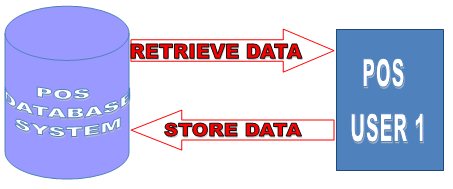 POS
DATABASE
SYSTEM
RETRIEVE DATA
STORE DATA
POS
USER 1